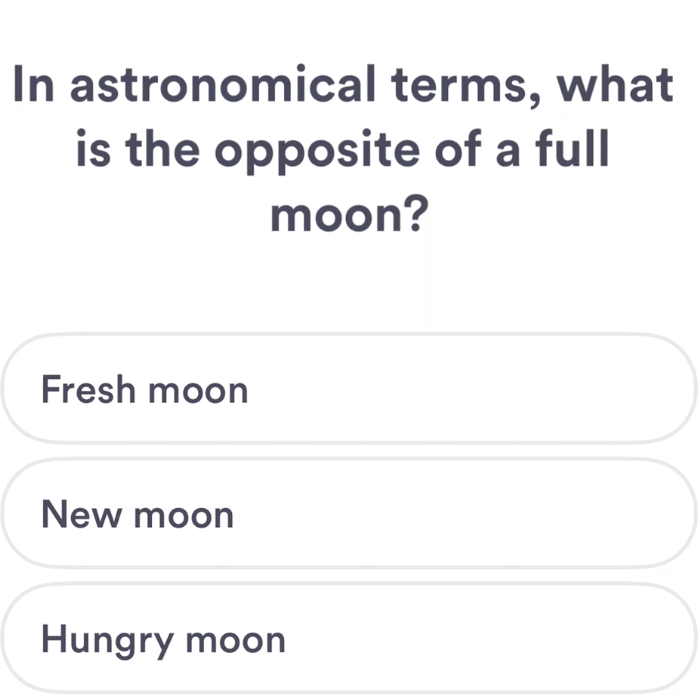 In astronomical terms, what
is the opposite of a full
moon?
Fresh moon
New moon
Hungry moon